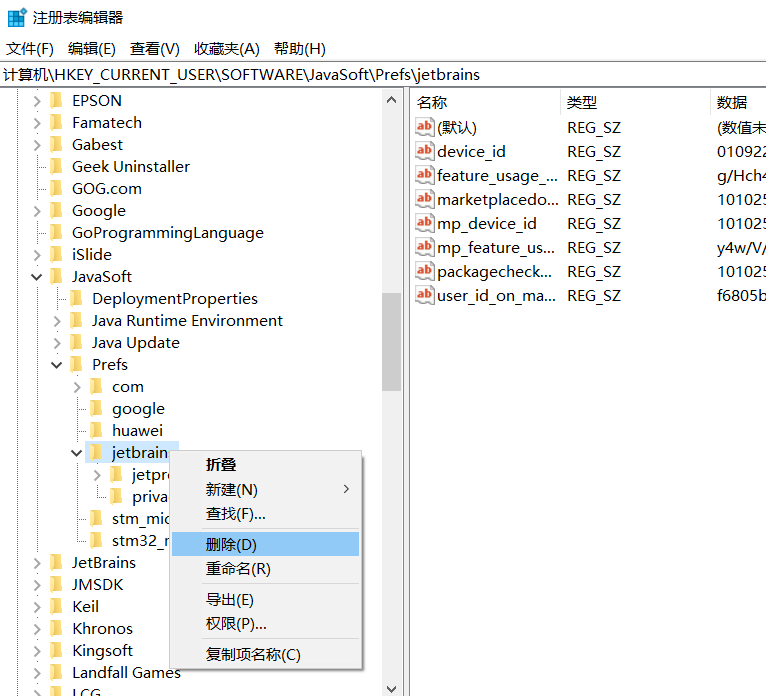 注册表编辑器
文件(F) 编辑(E) 查看(V) 收藏夹(A) 帮助(H)
计算机\HKEY_CURRENT_USER\SOFTWARE\JavaSoft\Prefs\jetbrains
EPSON
Famatech
Gabest
Geek Uninstaller
GOG.com
Google
GoProgrammingLanguage
iSlide
JavaSoft
DeploymentProperties
Java Runtime Environment
Java Update
Prefs
com
google
huawei
jetbrain
jetpr
priva
stm_mic
stm32_r
JetBrains
JMSDK
Keil
Khronos
Kingsoft
Landfall Games
LCG
折叠
新建(N)
查找(F)...
删除(D)
重命名(R)
导出(E)
权限(P)...
复制项名称(C)
名称 类型 数据
(默认) REG_SZ (数值未
device_id REG_SZ 010922
feature_usage_... REG_SZ g/Hch4
marketplacedo... REG_SZ 101025
mp_device_id REG_SZ 101025
mp_feature_us... REG_SZ y4w/V/
packagecheck... REG_SZ 101025
user_id_on_ma... REG_SZ f6805b